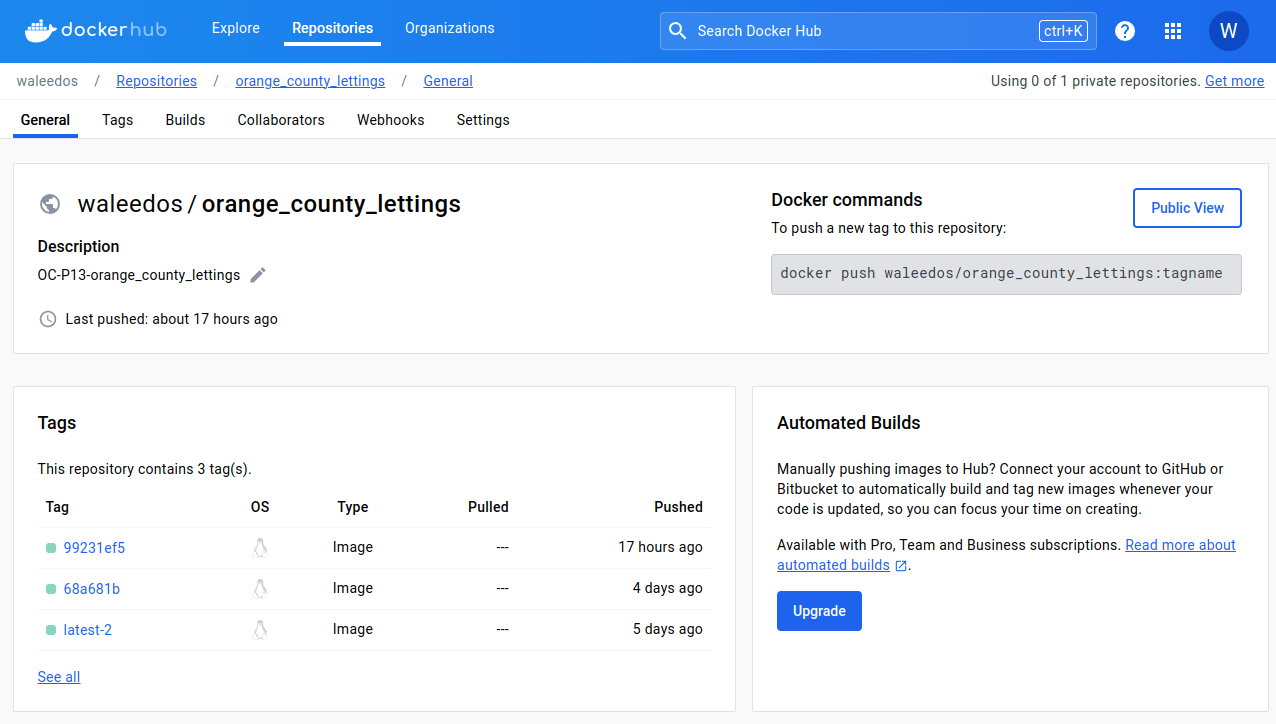 dockerhub Explore Repositories Organizations Search Docker Hub ctrl+K ? W
waleedos / Repositories / orange_county_lettings / General Using 0 of 1 private repositories. Get more
General Tags Builds Collaborators Webhooks Settings
waleedos / orange_county_lettings
Description
OC-P13-orange_county_lettings
Last pushed: about 17 hours ago
Docker commands
Public View
To push a new tag to this repository:
docker push waleedos/orange_county_lettings:tagname
Tags
This repository contains 3 tag(s).
Tag OS Type Pulled Pushed
99231ef5 Image --- 17 hours ago
68a681b Image --- 4 days ago
latest-2 Image --- 5 days ago
See all
Automated Builds
Manually pushing images to Hub? Connect your account to GitHub or
Bitbucket to automatically build and tag new images whenever your
code is updated, so you can focus your time on creating.
Available with Pro, Team and Business subscriptions. Read more about
automated builds.
Upgrade